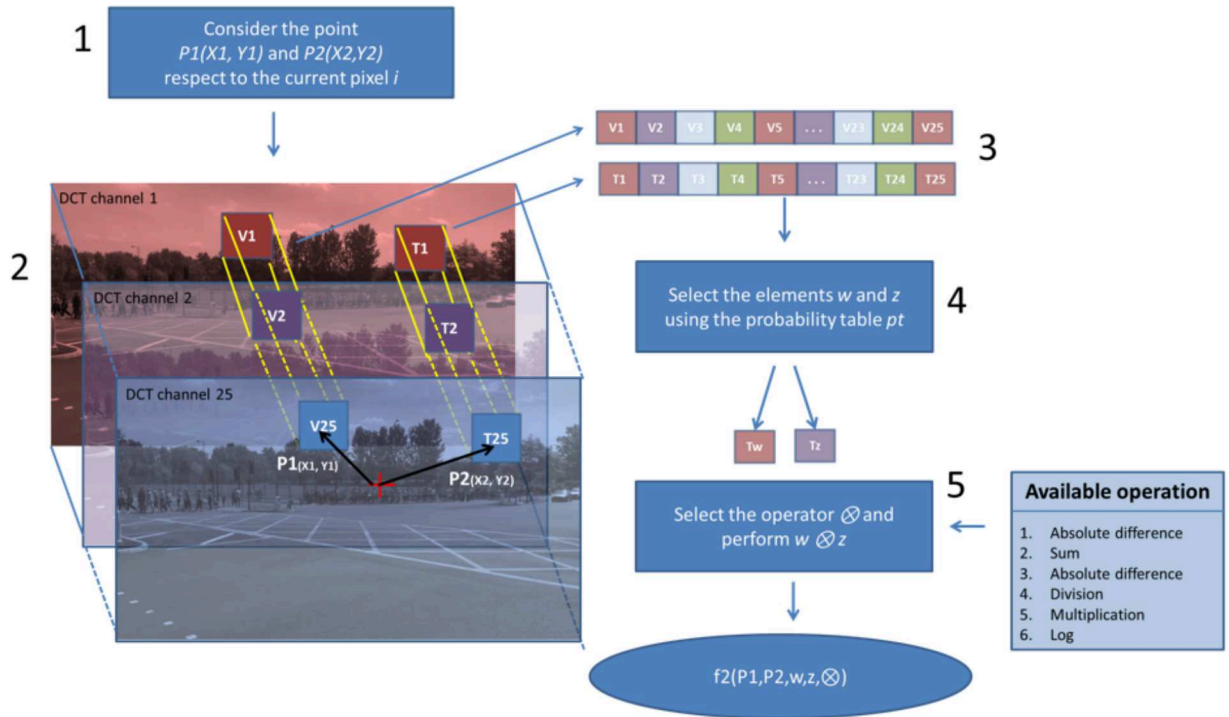 1
Consider the point
P1(X1, Y1) and P2(X2,Y2)
respect to the current pixel i
2
DCT channel 1
V1
T1
DCT channel 2
V2
T2
DCT channel 25
V25
T25
P1(X1, Y1)
P2(X2, Y2)
V1 V2 V3 V4 V5 ... V23 V24 V25
T1 T2 T3 T4 T5 ... T23 T24 T25
3
Select the elements w and z
using the probability table pt
4
Tw Tz
Select the operator ⊗ and
perform w ⊗ z
5
Available operation
1. Absolute difference
2. Sum
3. Absolute difference
4. Division
5. Multiplication
6. Log
f2(P1,P2,w,z,⊗)